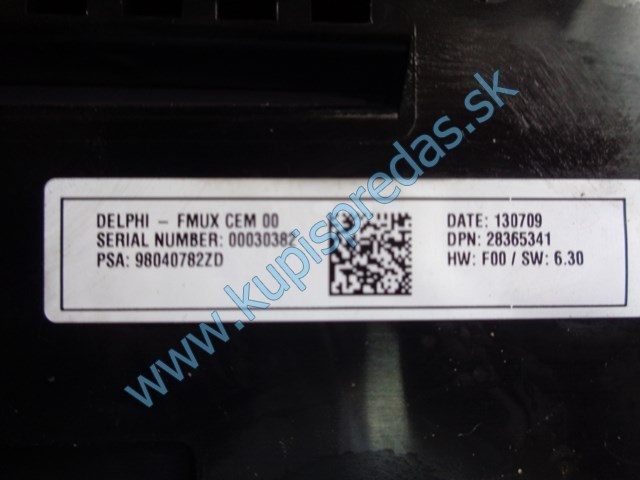 DELPHI – FMUX CEM 00
SERIAL NUMBER: 00030382
PSA: 98040782ZD
DATE: 130709
DPN: 28365341
HW: F00 / SW: 6.30
www.kupispredas.sk